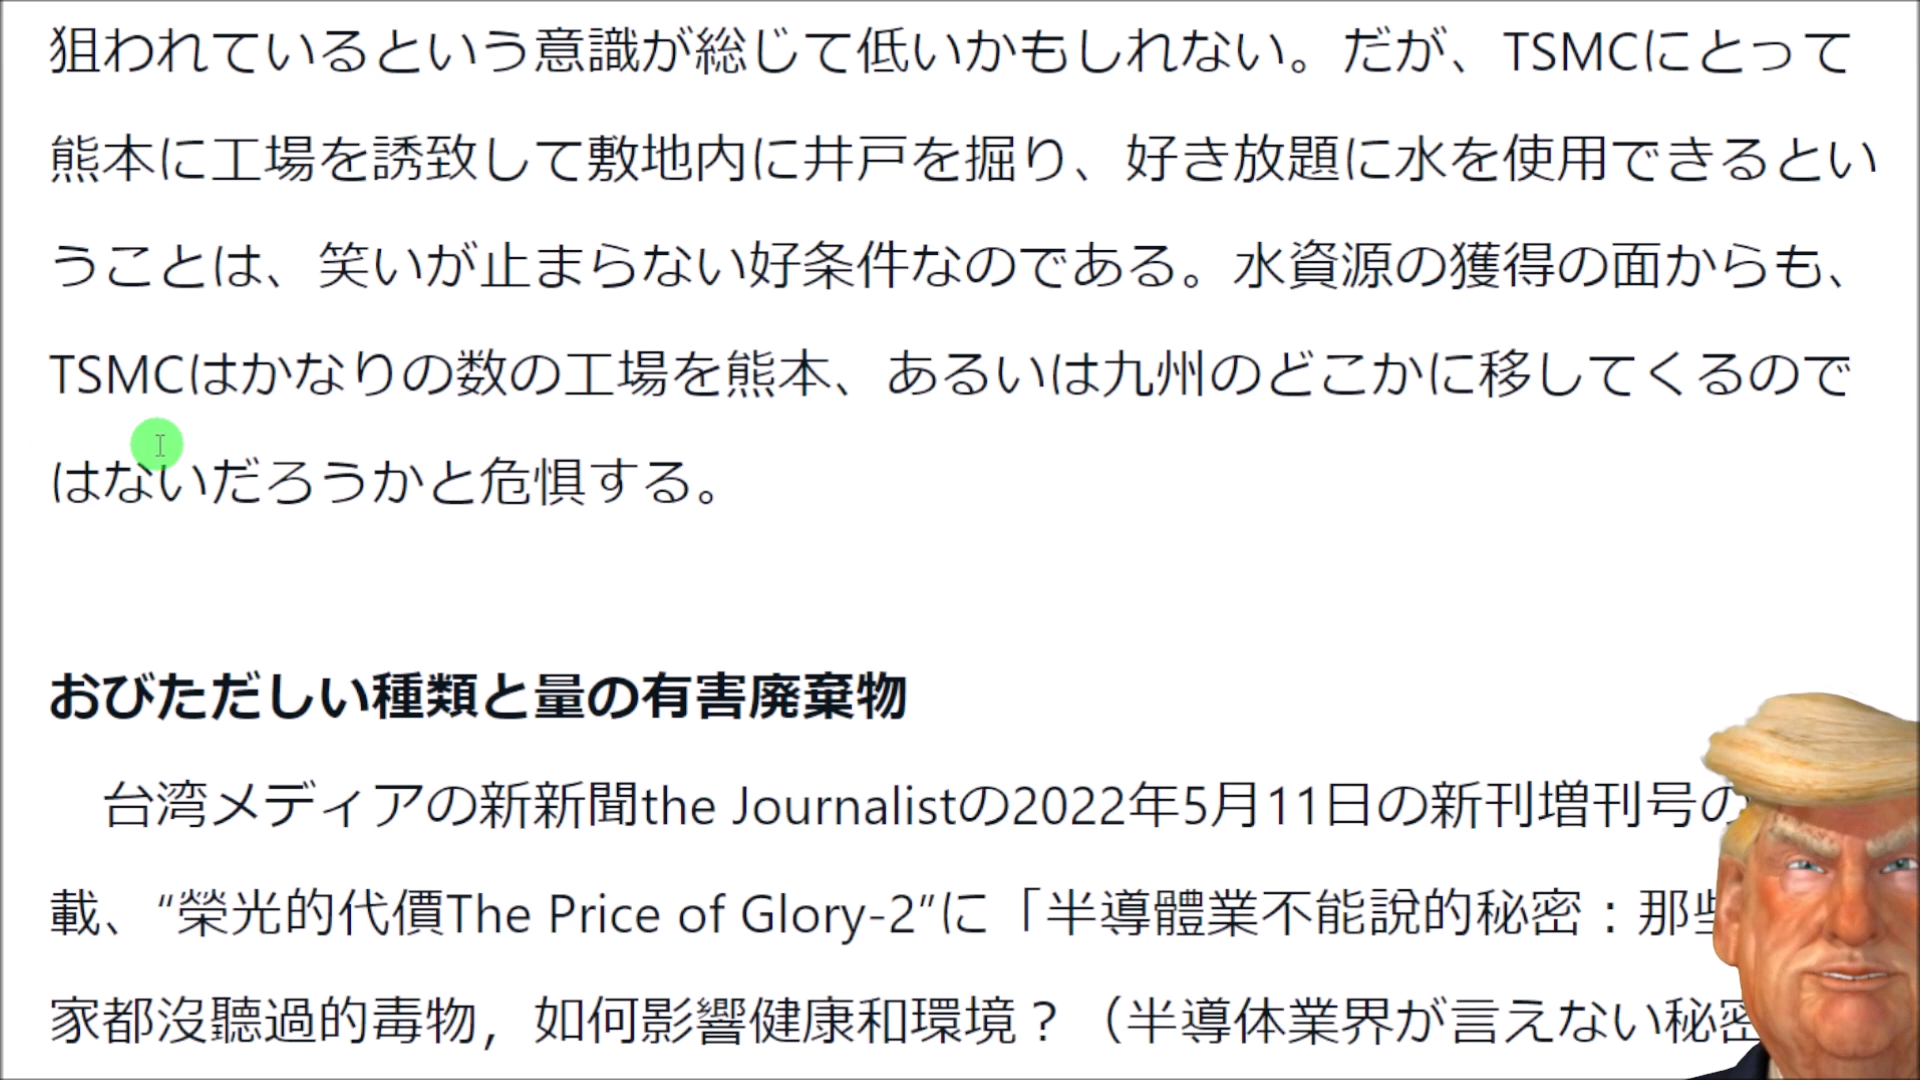 狙われているという意識が総じて低いかもしれない。だが、TSMCにとって
熊本に工場を誘致して敷地内に井戸を掘り、好き放題に水を使用できるとい
うことは、笑いが止まらない好条件なのである。水資源の獲得の面からも、
TSMCはかなりの数の工場を熊本、あるいは九州のどこかに移してくるので
はないだろうかと危惧する。
おびただしい種類と量の有害廃棄物
台湾メディアの新新聞the Journalistの2022年5月11日の新刊増刊号の
載、“榮光的代價The Price of Glory-2”に「半導體業不能說的秘密：那些
家都沒聽過的毒物，如何影響健康和環境？（半導体業界が言えない秘密